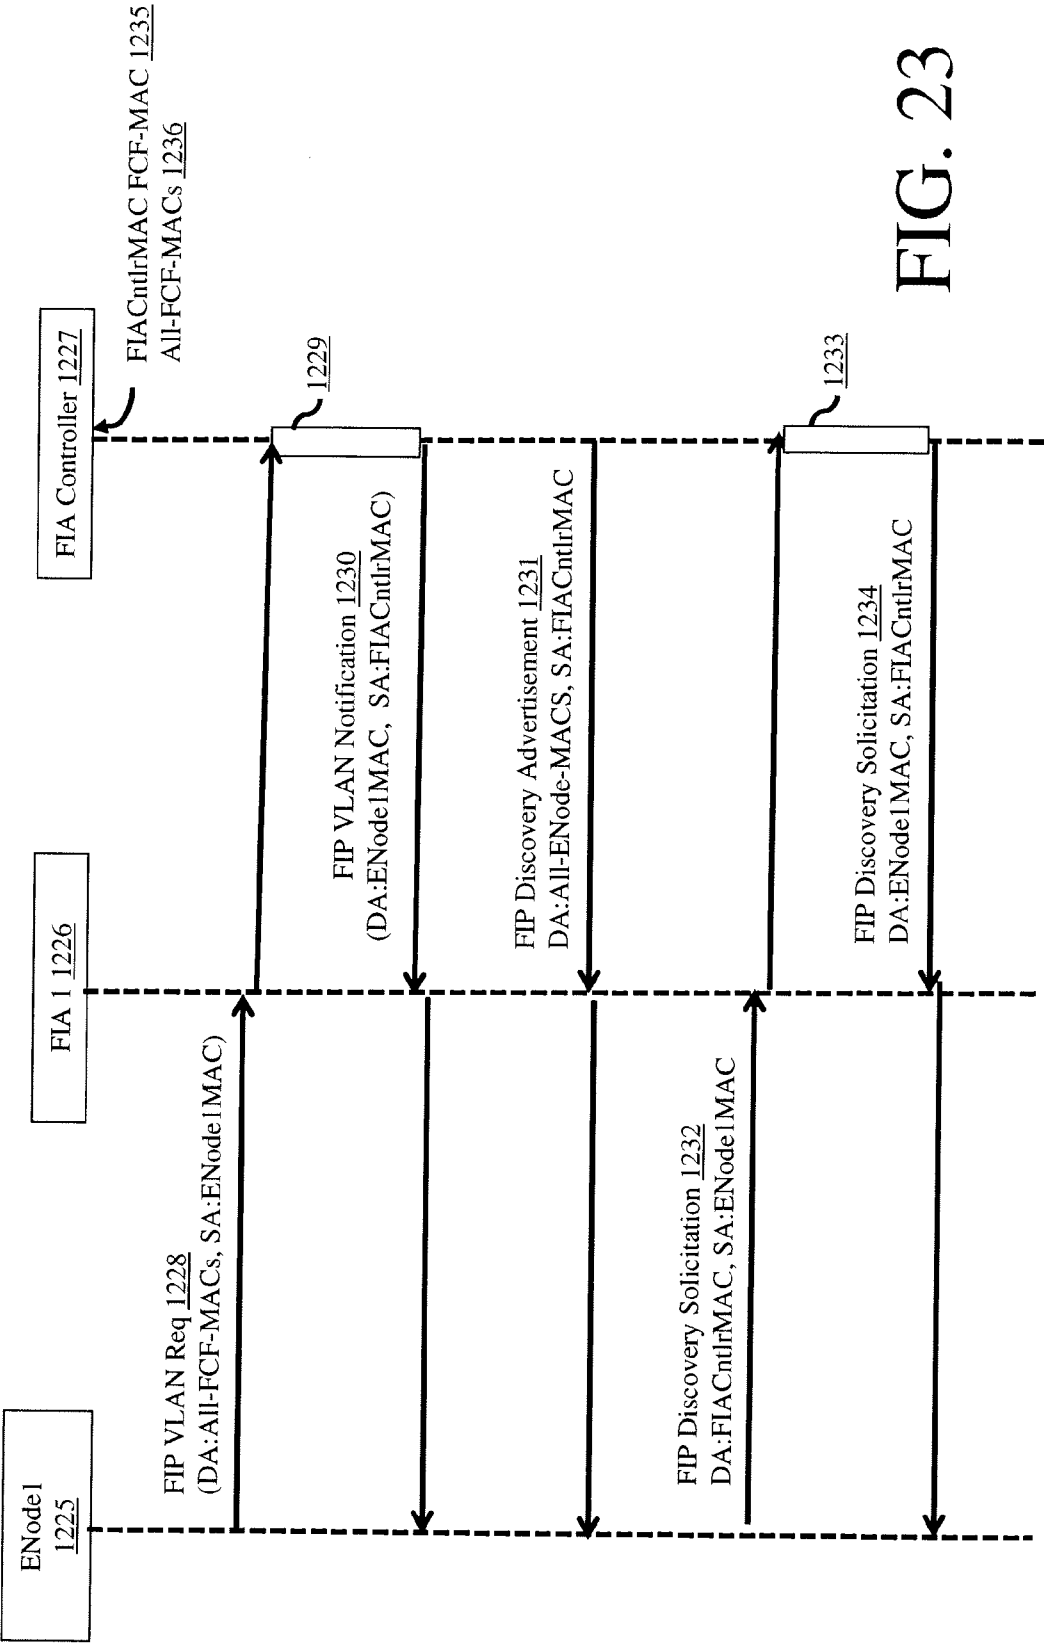 ENode1
1225
FIA 1 1226
FIA Controller 1227
FIACntlrMAC FCF-MAC 1235
All-FCF-MACs 1236
FIP VLAN Req 1228
(DA:All-FCF-MACs, SA:ENode1MAC)
1229
FIP VLAN Notification 1230
(DA:ENode1MAC, SA:FIACntlrMAC)
FIP Discovery Advertisement 1231
DA:All-ENode-MACS, SA:FIACntlrMAC
FIP Discovery Solicitation 1232
DA:FIACntlrMAC, SA:ENode1MAC
1233
FIP Discovery Solicitation 1234
DA:ENode1MAC, SA:FIACntlrMAC
FIG. 23